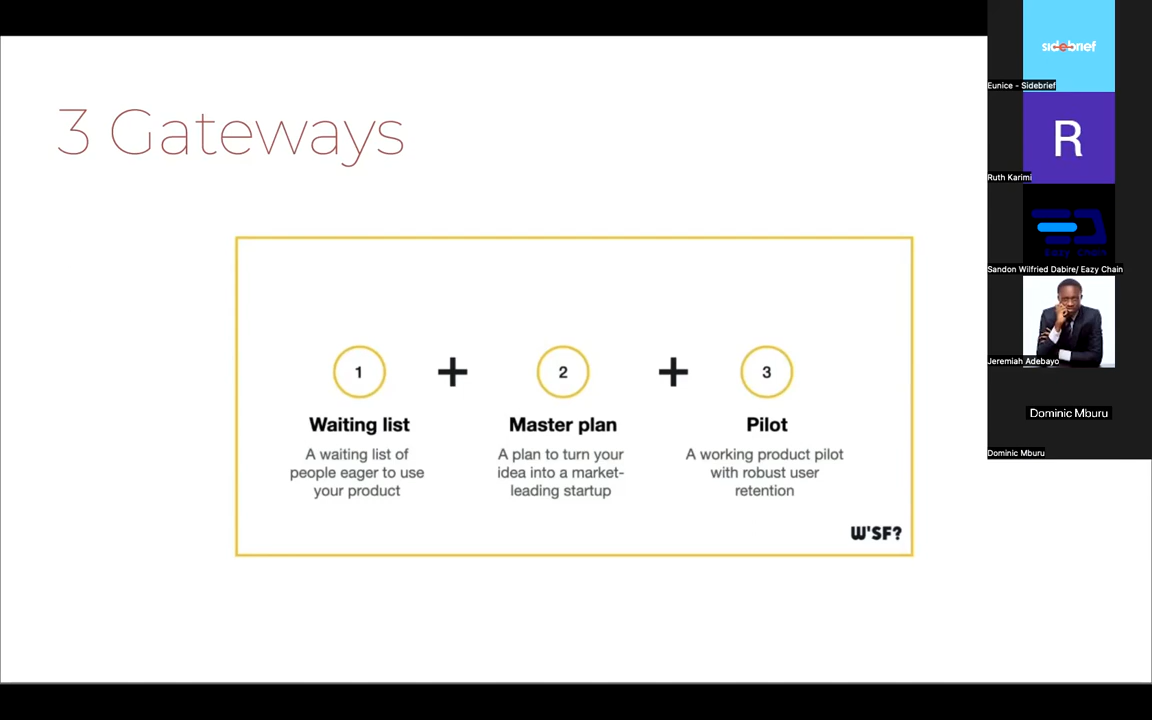 3 Gateways
1
+
2
+
3
Waiting list
A waiting list of
people eager to use
your product
Master plan
A plan to turn your
idea into a market-
leading startup
Pilot
A working product pilot
with robust user
retention
W'SF?
sidebrief
Eunice - Sidebrief
R
Ruth Karimi
Eazy Chain
Sandon Wilfried Dabire/ Eazy Chain
Jeremiah Adebayo
Dominic Mburu
Dominic Mburu